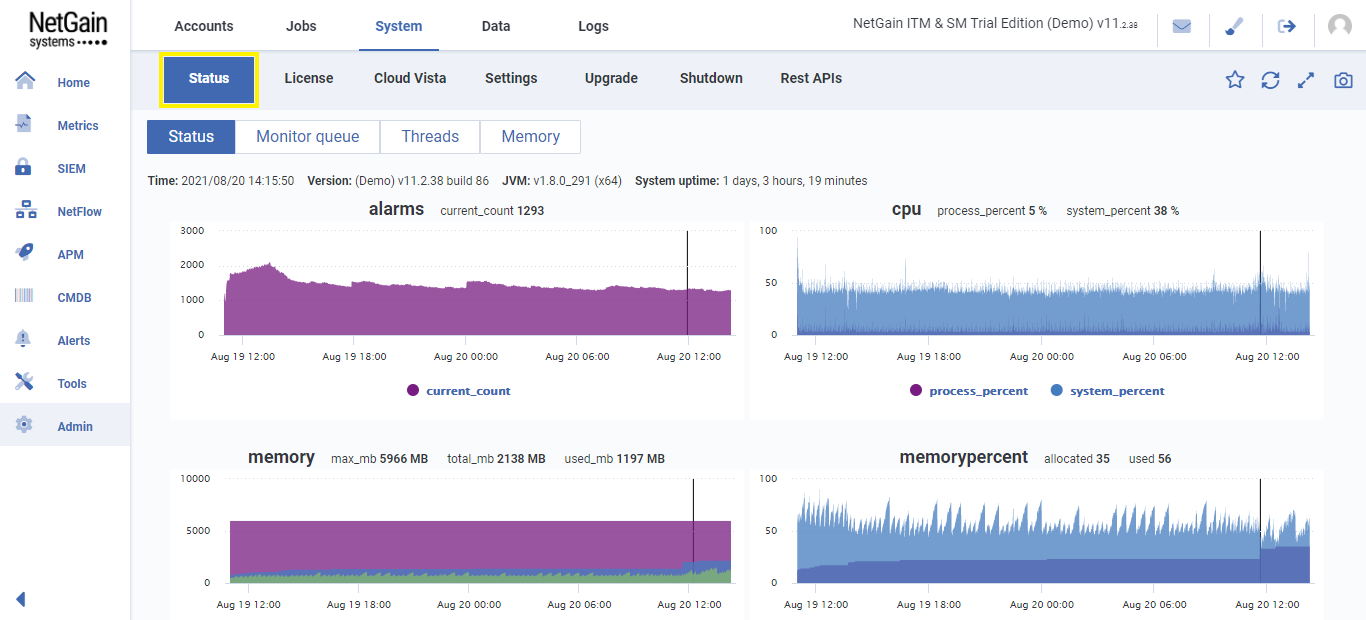 NetGain
systems
Accounts Jobs System Data Logs
NetGain ITM & SM Trial Edition (Demo) v11.2.38
Home
Metrics
SIEM
NetFlow
APM
CMDB
Alerts
Tools
Admin
Status License Cloud Vista Settings Upgrade Shutdown Rest APIs
Status Monitor queue Threads Memory
Time: 2021/08/20 14:15:50 Version: (Demo) v11.2.38 build 86 JVM: v1.8.0_291 (x64) System uptime: 1 days, 3 hours, 19 minutes
alarms current_count 1293
3000
2000
1000
0
Aug 19 12:00 Aug 19 18:00 Aug 20 00:00 Aug 20 06:00 Aug 20 12:00
current_count
cpu process_percent 5 % system_percent 38 %
100
50
0
Aug 19 12:00 Aug 19 18:00 Aug 20 00:00 Aug 20 06:00 Aug 20 12:00
process_percent system_percent
memory max_mb 5966 MB total_mb 2138 MB used_mb 1197 MB
10000
5000
0
Aug 19 12:00 Aug 19 18:00 Aug 20 00:00 Aug 20 06:00 Aug 20 12:00
memorypercent allocated 35 used 56
100
50
0
Aug 19 12:00 Aug 19 18:00 Aug 20 00:00 Aug 20 06:00 Aug 20 12:00